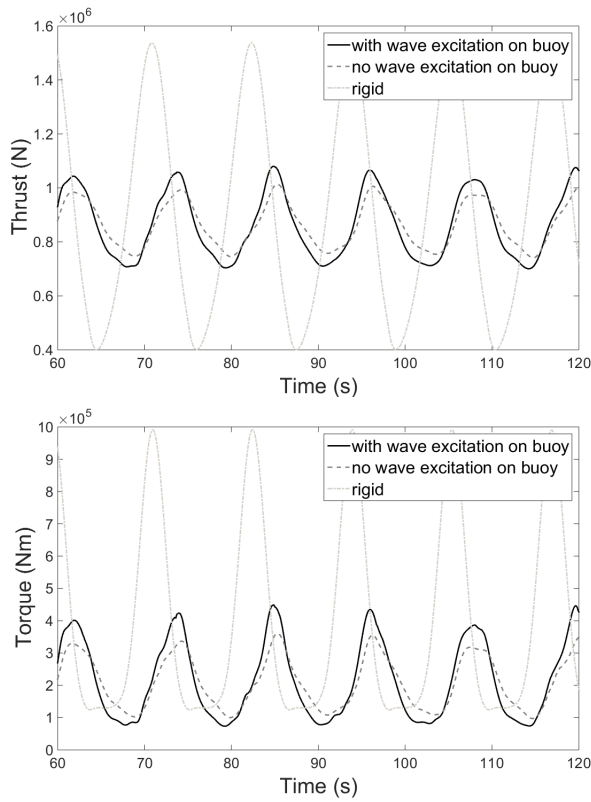 ×10⁶
1.6
1.4
1.2
1
0.8
0.6
0.4
Thrust (N)
with wave excitation on buoy
no wave excitation on buoy
rigid
60 70 80 90 100 110 120
Time (s)
×10⁵
10
9
8
7
6
5
4
3
2
1
0
Torque (Nm)
with wave excitation on buoy
no wave excitation on buoy
rigid
60 70 80 90 100 110 120
Time (s)